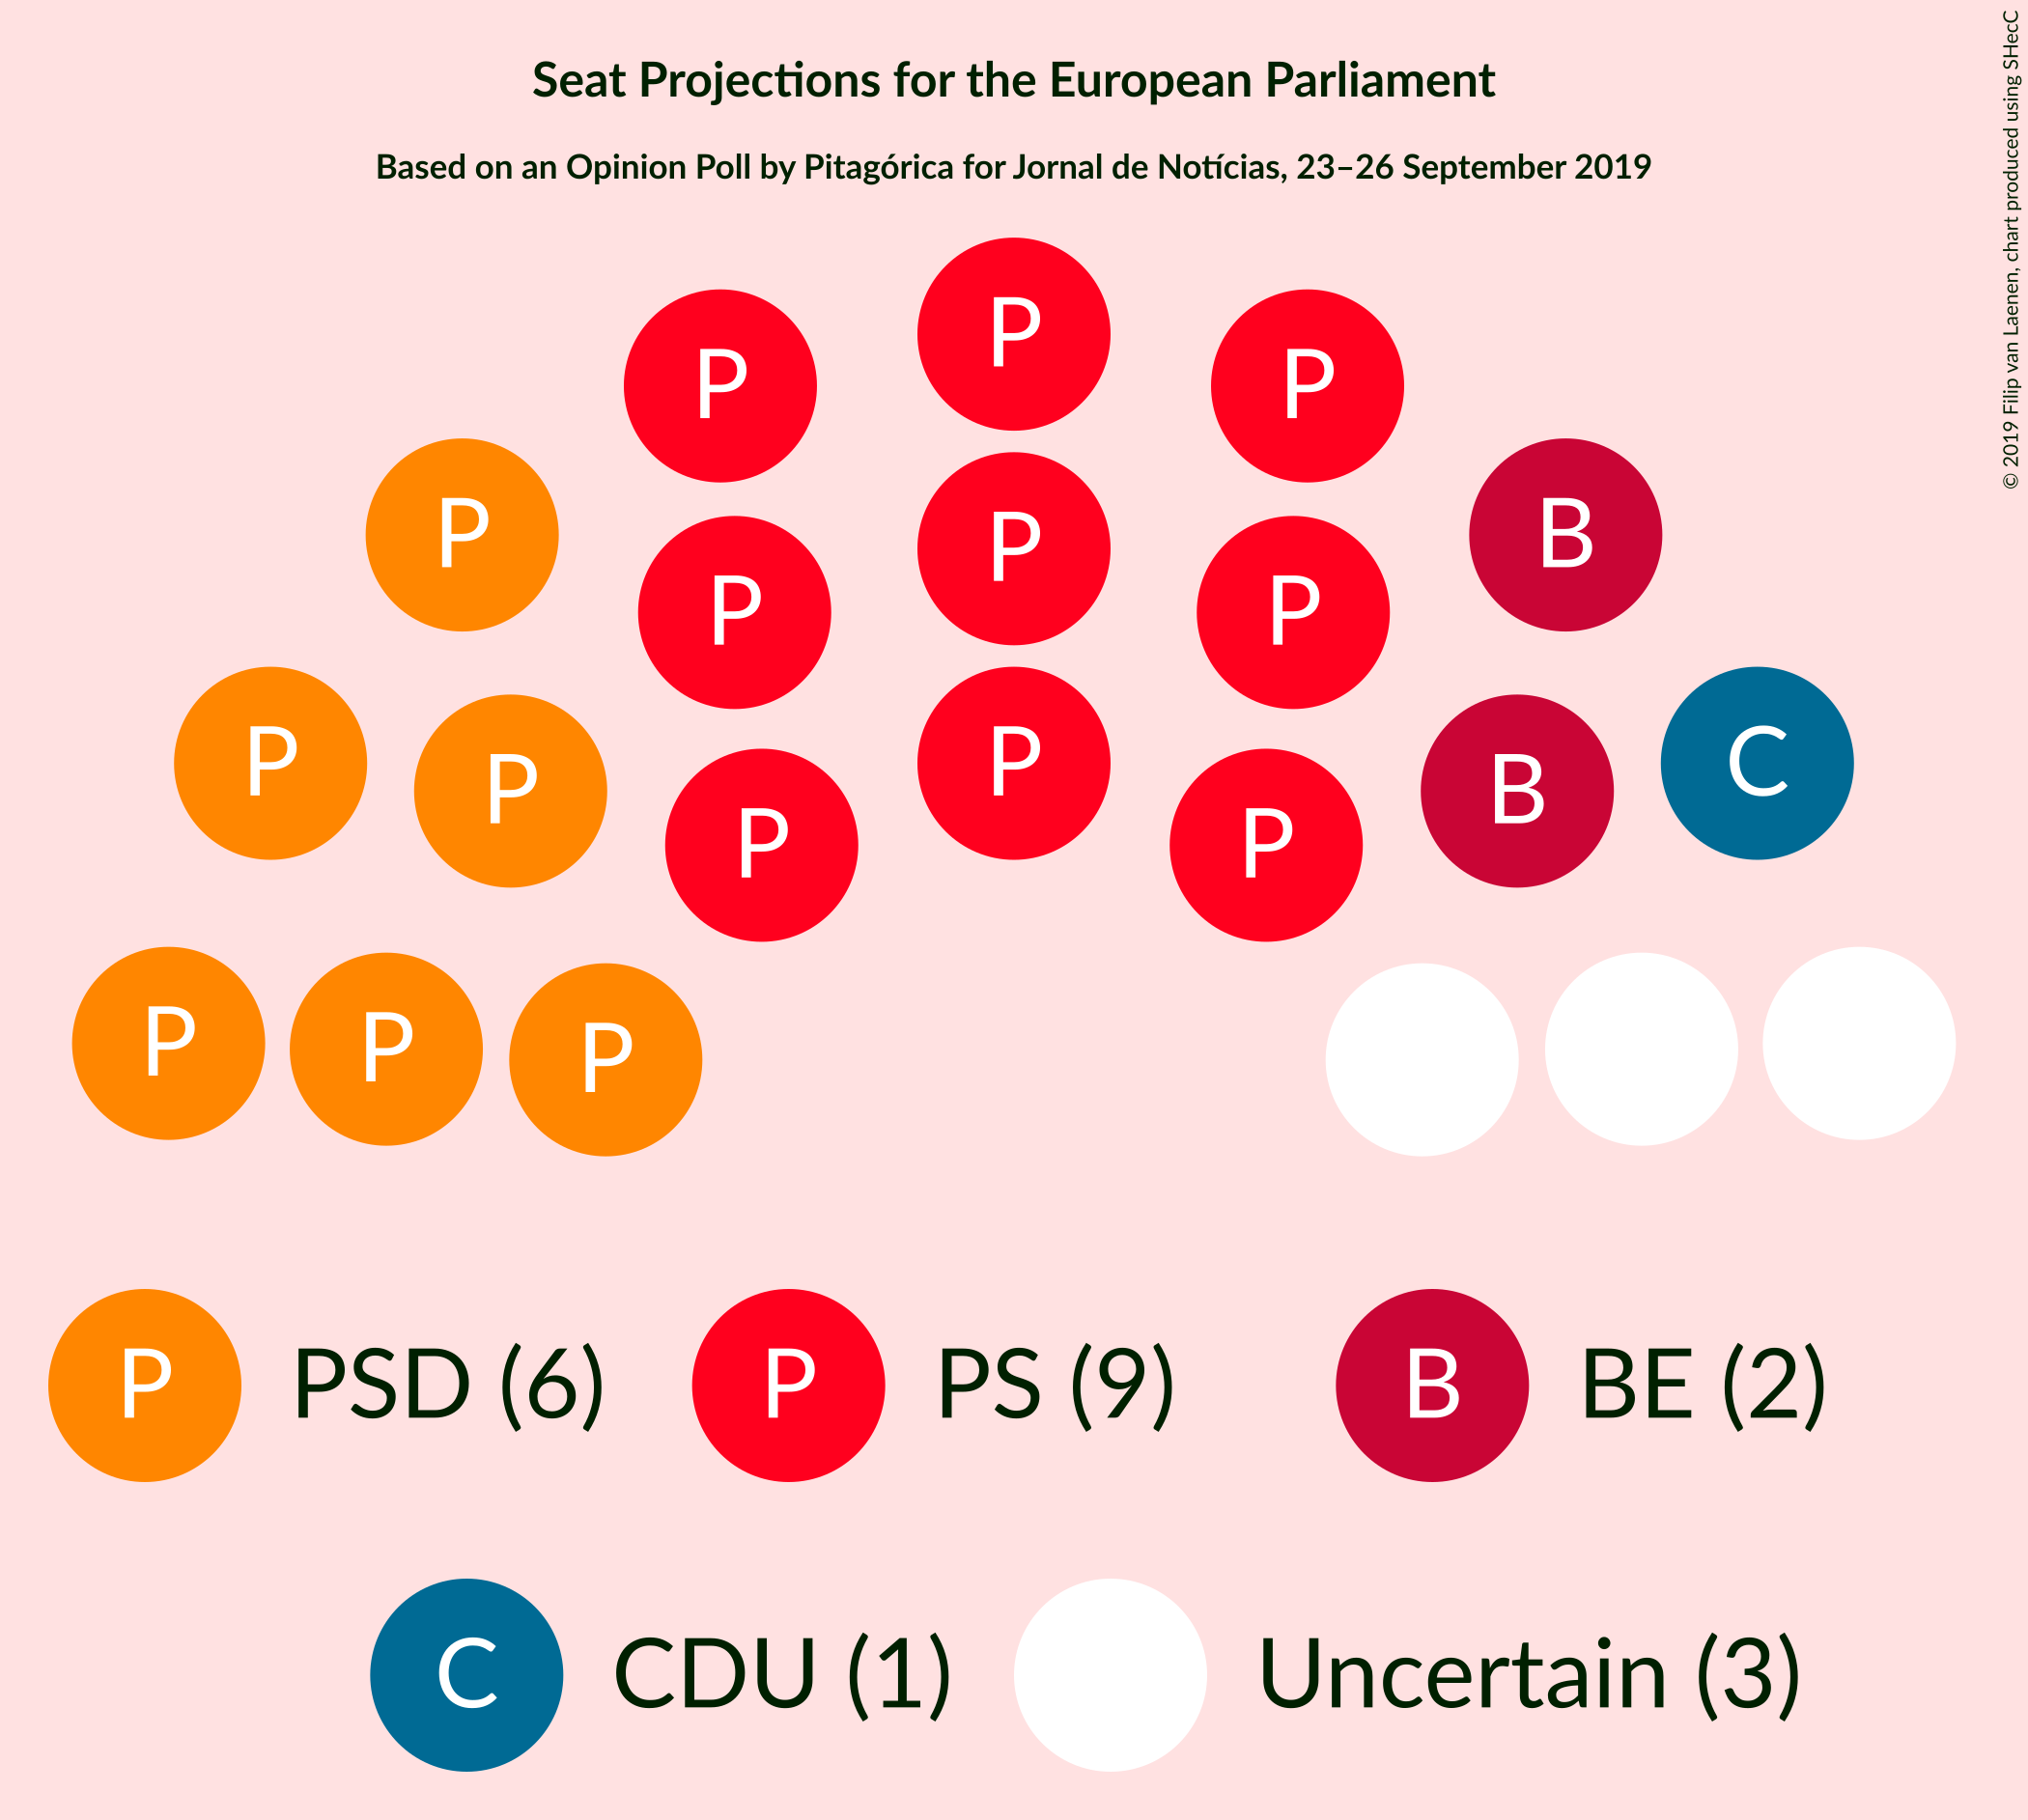 Seat Projections for the European Parliament
Based on an Opinion Poll by Pitagórica for Jornal de Notícias, 23–26 September 2019
© 2019 Filip van Laenen, chart produced using SHecC
P
P
P
P
B
P
P
P
P
P
B
C
P
P
P
P
P
P
P PSD (6) P PS (9) B BE (2)
C CDU (1) Uncertain (3)